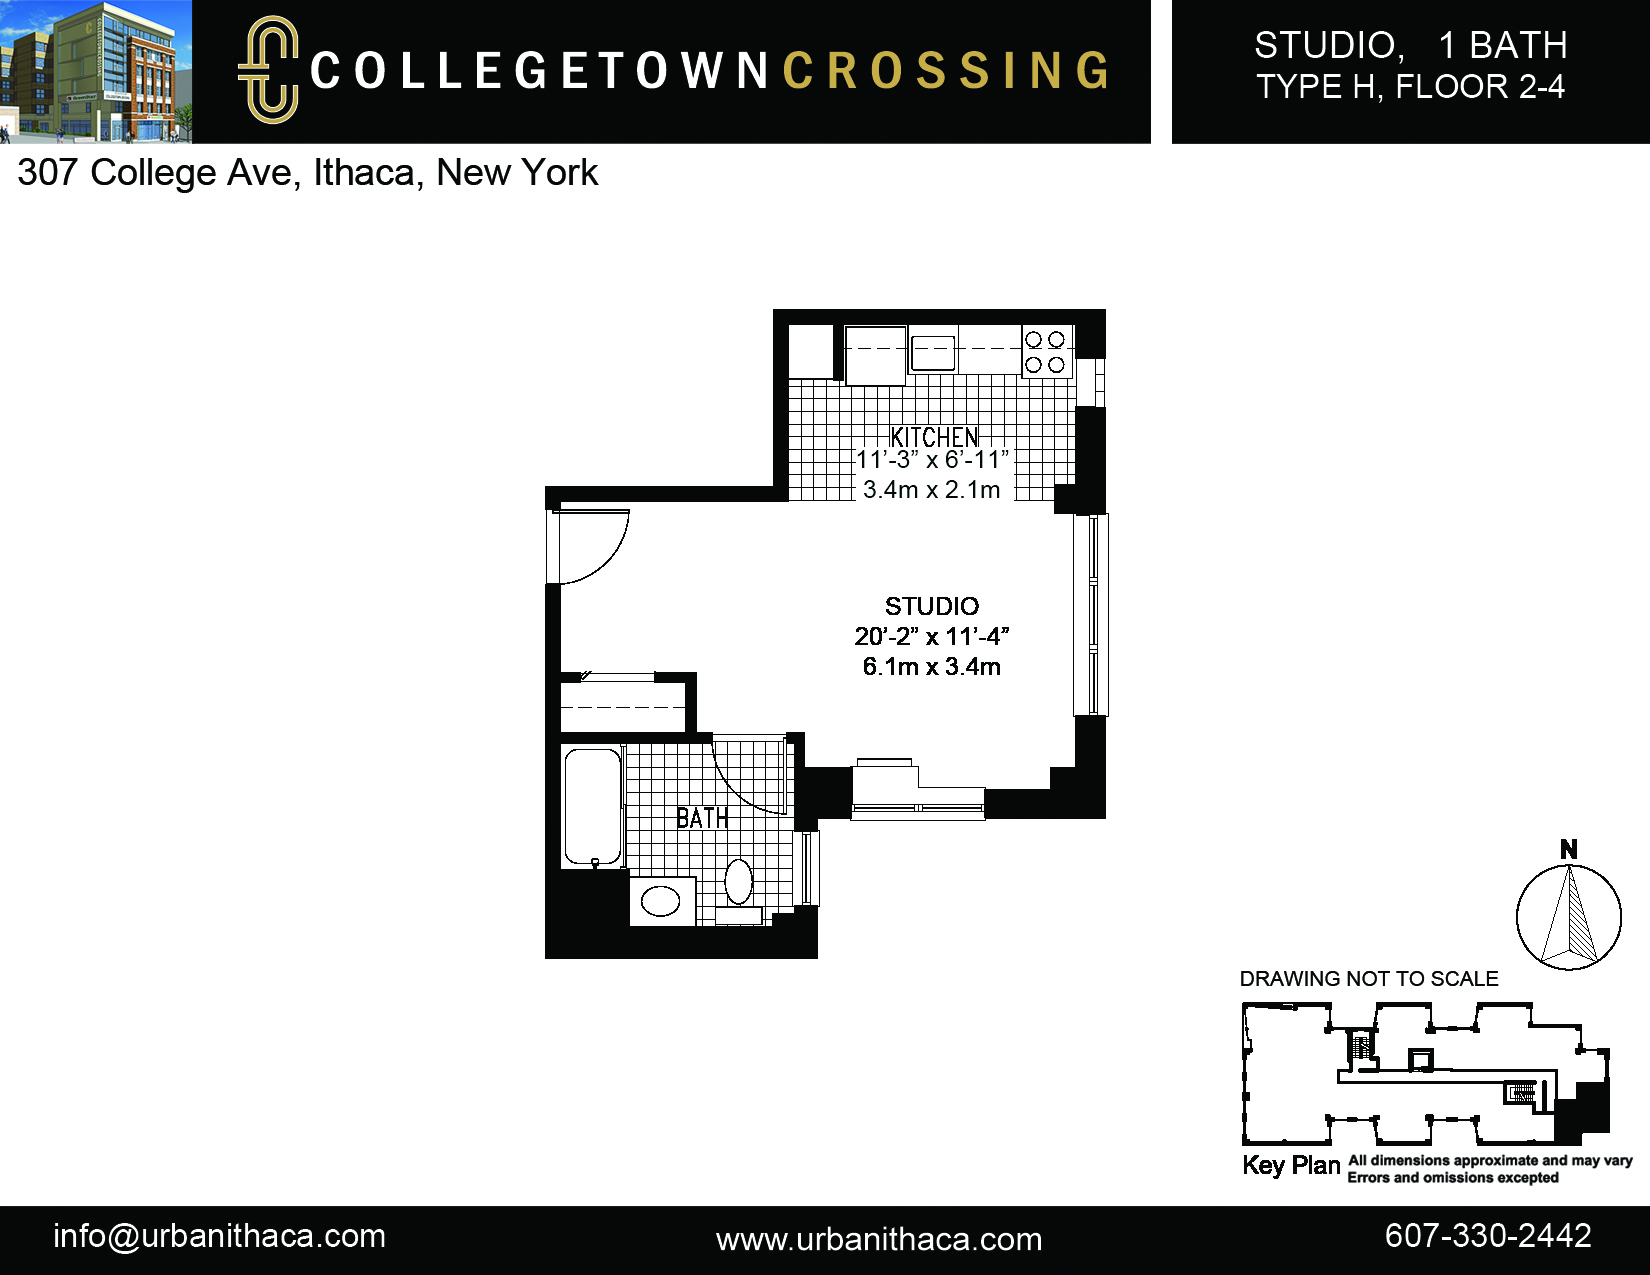 COLLEGETOWNCROSSING
STUDIO, 1 BATH
TYPE H, FLOOR 2-4
307 College Ave, Ithaca, New York
KITCHEN
11'-3” x 6'-11”
3.4m x 2.1m
STUDIO
20'-2” x 11'-4”
6.1m x 3.4m
BATH
N
DRAWING NOT TO SCALE
Key Plan
All dimensions approximate and may vary
Errors and omissions excepted
info@urbanithaca.com
www.urbanithaca.com
607-330-2442